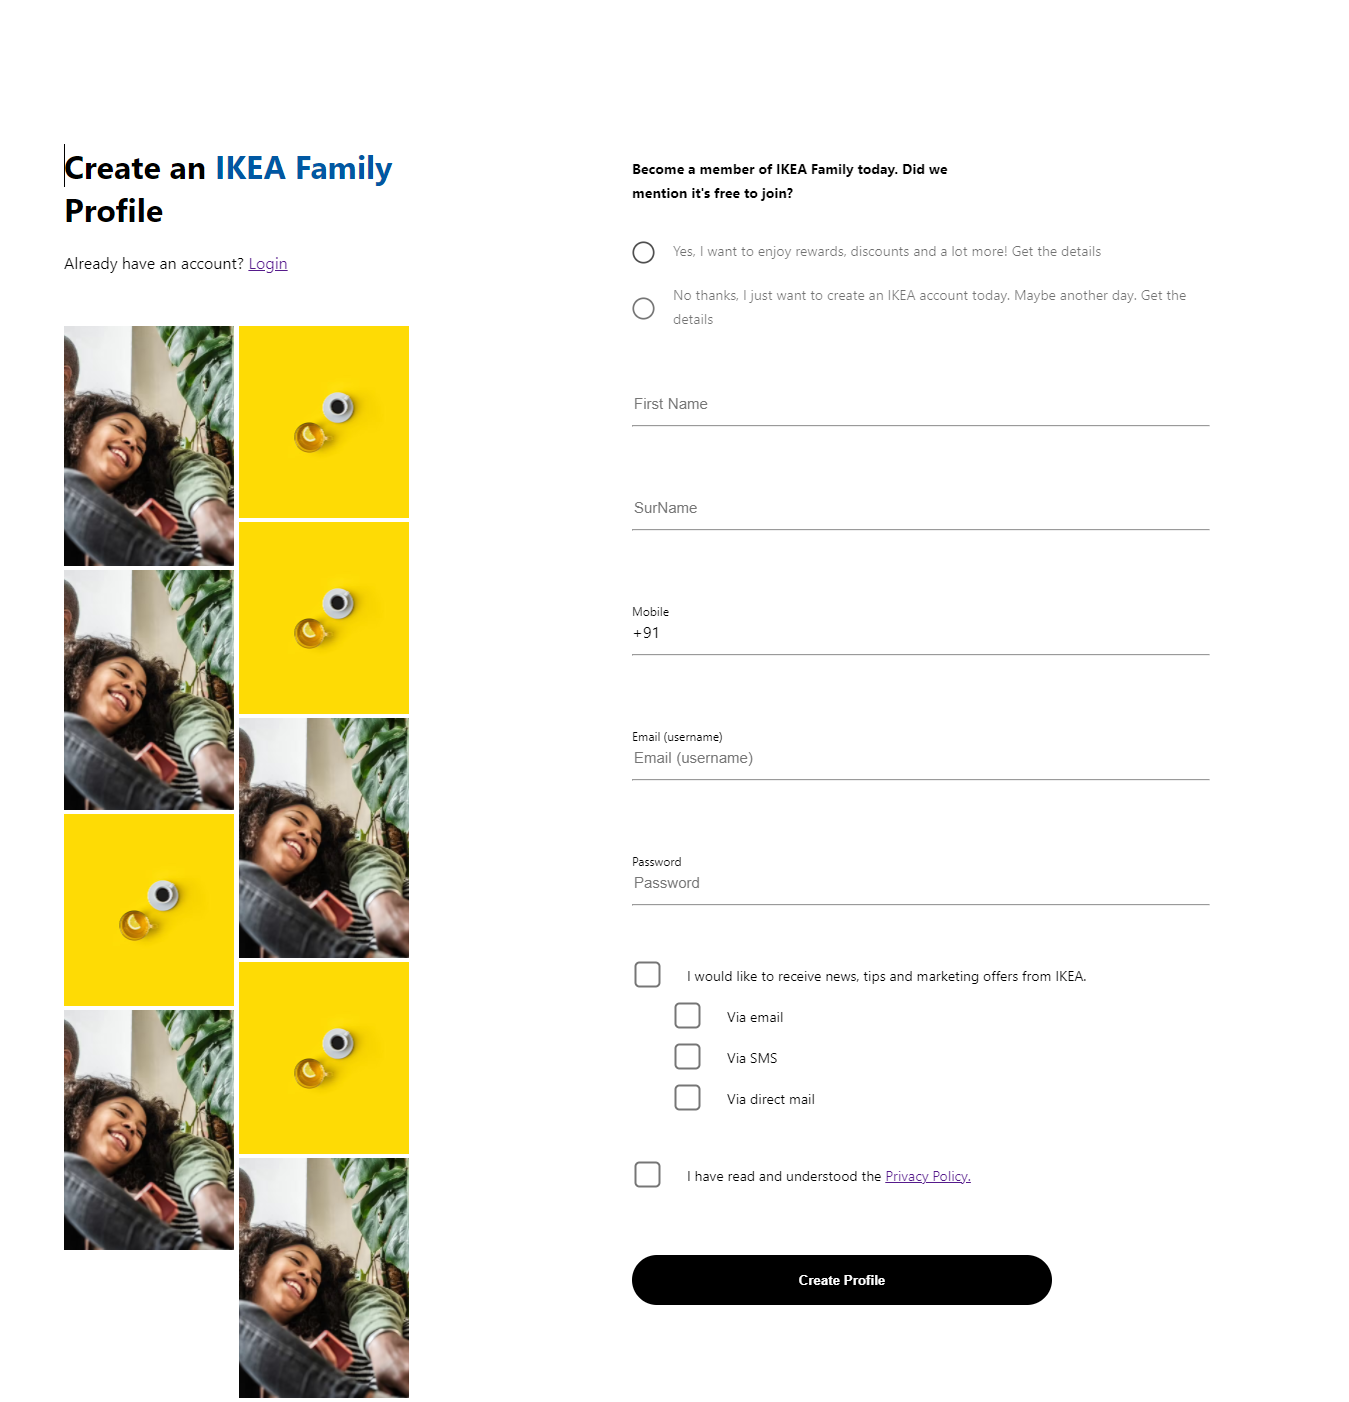 Create an IKEA Family
Profile
Already have an account? Login
Become a member of IKEA Family today. Did we
mention it's free to join?
Yes, I want to enjoy rewards, discounts and a lot more! Get the details
No thanks, I just want to create an IKEA account today. Maybe another day. Get the
details
First Name
SurName
Mobile
+91
Email (username)
Email (username)
Password
Password
I would like to receive news, tips and marketing offers from IKEA.
Via email
Via SMS
Via direct mail
I have read and understood the Privacy Policy.
Create Profile